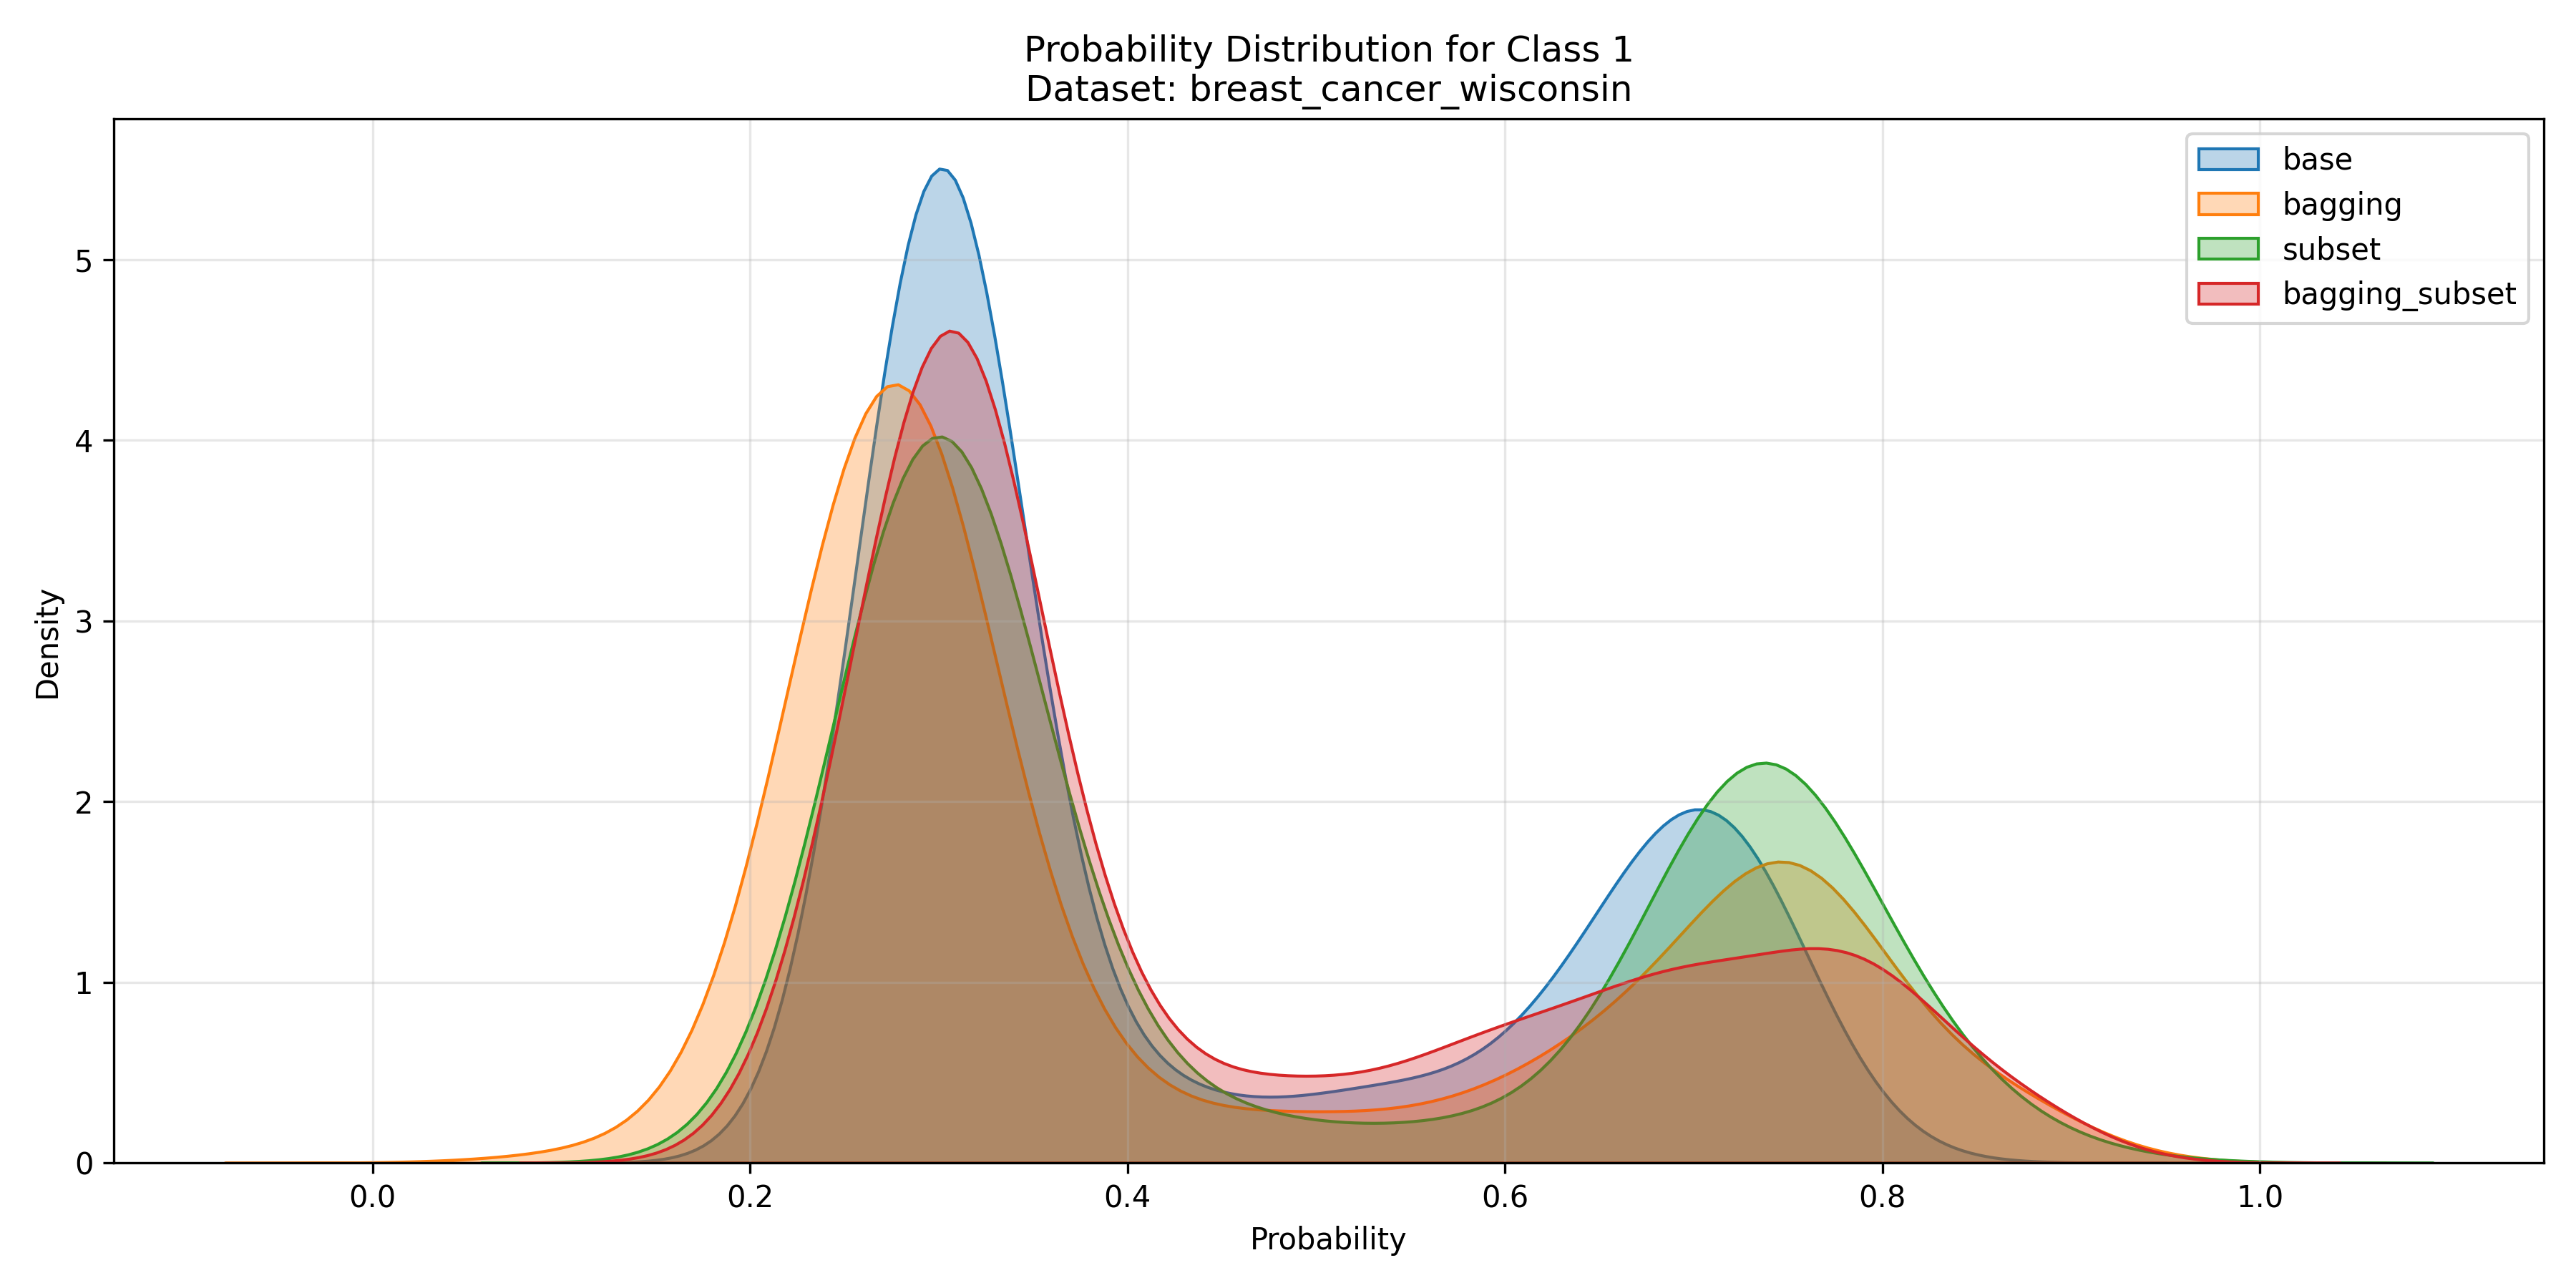 Probability Distribution for Class 1
Dataset: breast_cancer_wisconsin
base
bagging
subset
bagging_subset
Density
5
4
3
2
1
0
0.0
0.2
0.4
0.6
0.8
1.0
Probability